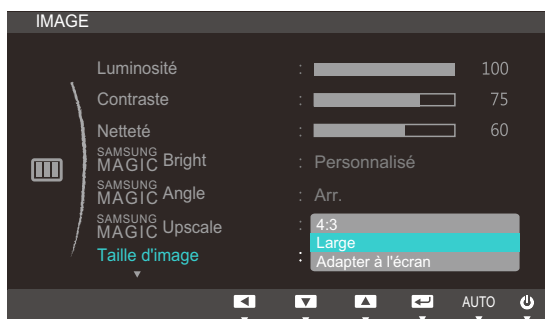 IMAGE
Luminosité : 100
Contraste : 75
Netteté : 60
SAMSUNG MAGIC Bright : Personnalisé
SAMSUNG MAGIC Angle : Arr.
SAMSUNG MAGIC Upscale : 4:3
Large
Taille d'image : Adapter à l'écran
AUTO